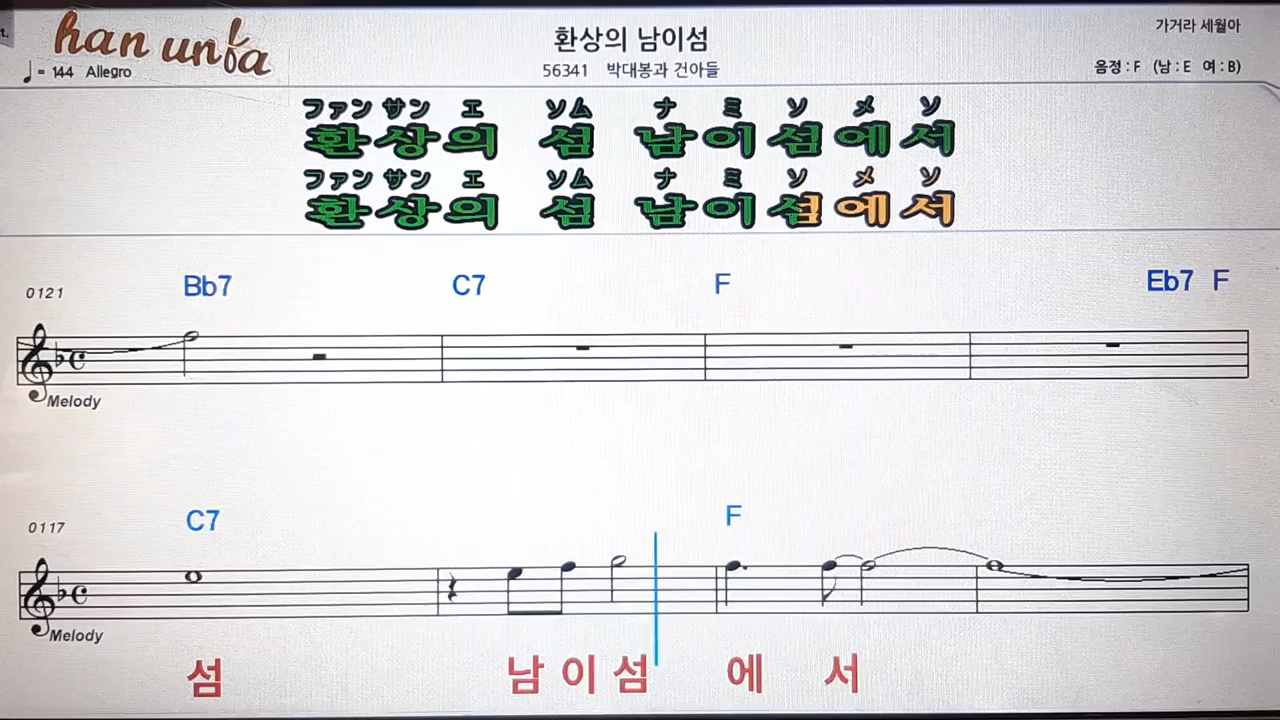 t.
han unfa
환상의 남이섬
가거라 세월아
♩= 144 Allegro
56341 박대봉과 건아들
음정 : F (남 : E 여 : B)
ファン サン エ ソム ナ ミ ソ メ ソ
환상의 섬 남이섬에서
ファン サン エ ソム ナ ミ ソ メ ソ
환상의 섬 남이섬에서
0121 Bb7 C7 F Eb7 F
Melody
0117 C7 F
Melody
섬 남 이 섬 에 서